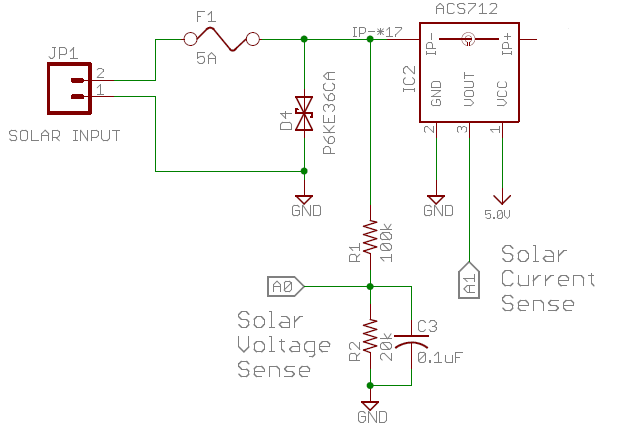 ACS712
F1
5A
IP-*17
IP-
IP+
JP1
2
1
SOLAR INPUT
D4
P6KE36CA
IC2
GND
VOUT
VCC
2
3
1
GND
GND
5.0V
R1
100k
A0
A1
Solar
Current
Sense
Solar
Voltage
Sense
R2
20k
C3
0.1uF
GND